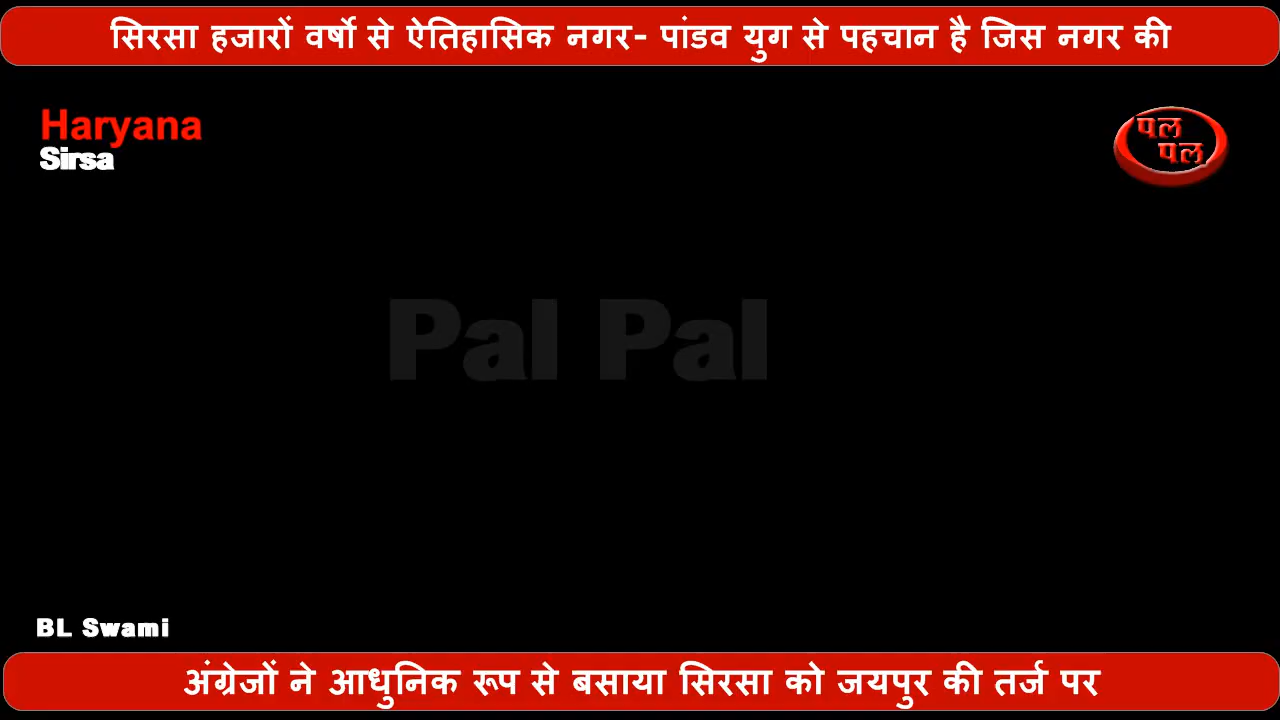 सिरसा हजारों वर्षो से ऐतिहासिक नगर- पांडव युग से पहचान है जिस नगर की
Haryana
Sirsa
पल
पल
Pal Pal
BL Swami
अंग्रेजों ने आधुनिक रूप से बसाया सिरसा को जयपुर की तर्ज पर